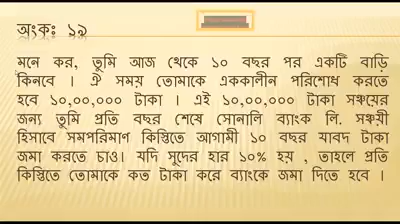 অংকঃ ১৯
মনে কর, তুমি আজ থেকে ১০ বছর পর একটি বাড়ি
কিনবে । ঐ সময় তোমাকে এককালীন পরিশোধ করতে
হবে ১০,০০,০০০ টাকা । এই ১০,০০,০০০ টাকা সঞ্চয়ের
জন্য তুমি প্রতি বছর শেষে সোনালি ব্যাংক লি. সঞ্চয়ী
হিসাবে সমপরিমাণ কিস্তিতে আগামী ১০ বছর যাবদ টাকা
জমা করতে চাও। যদি সুদের হার ১০% হয় , তাহলে প্রতি
কিস্তিতে তোমাকে কত টাকা করে ব্যাংকে জমা দিতে হবে ।